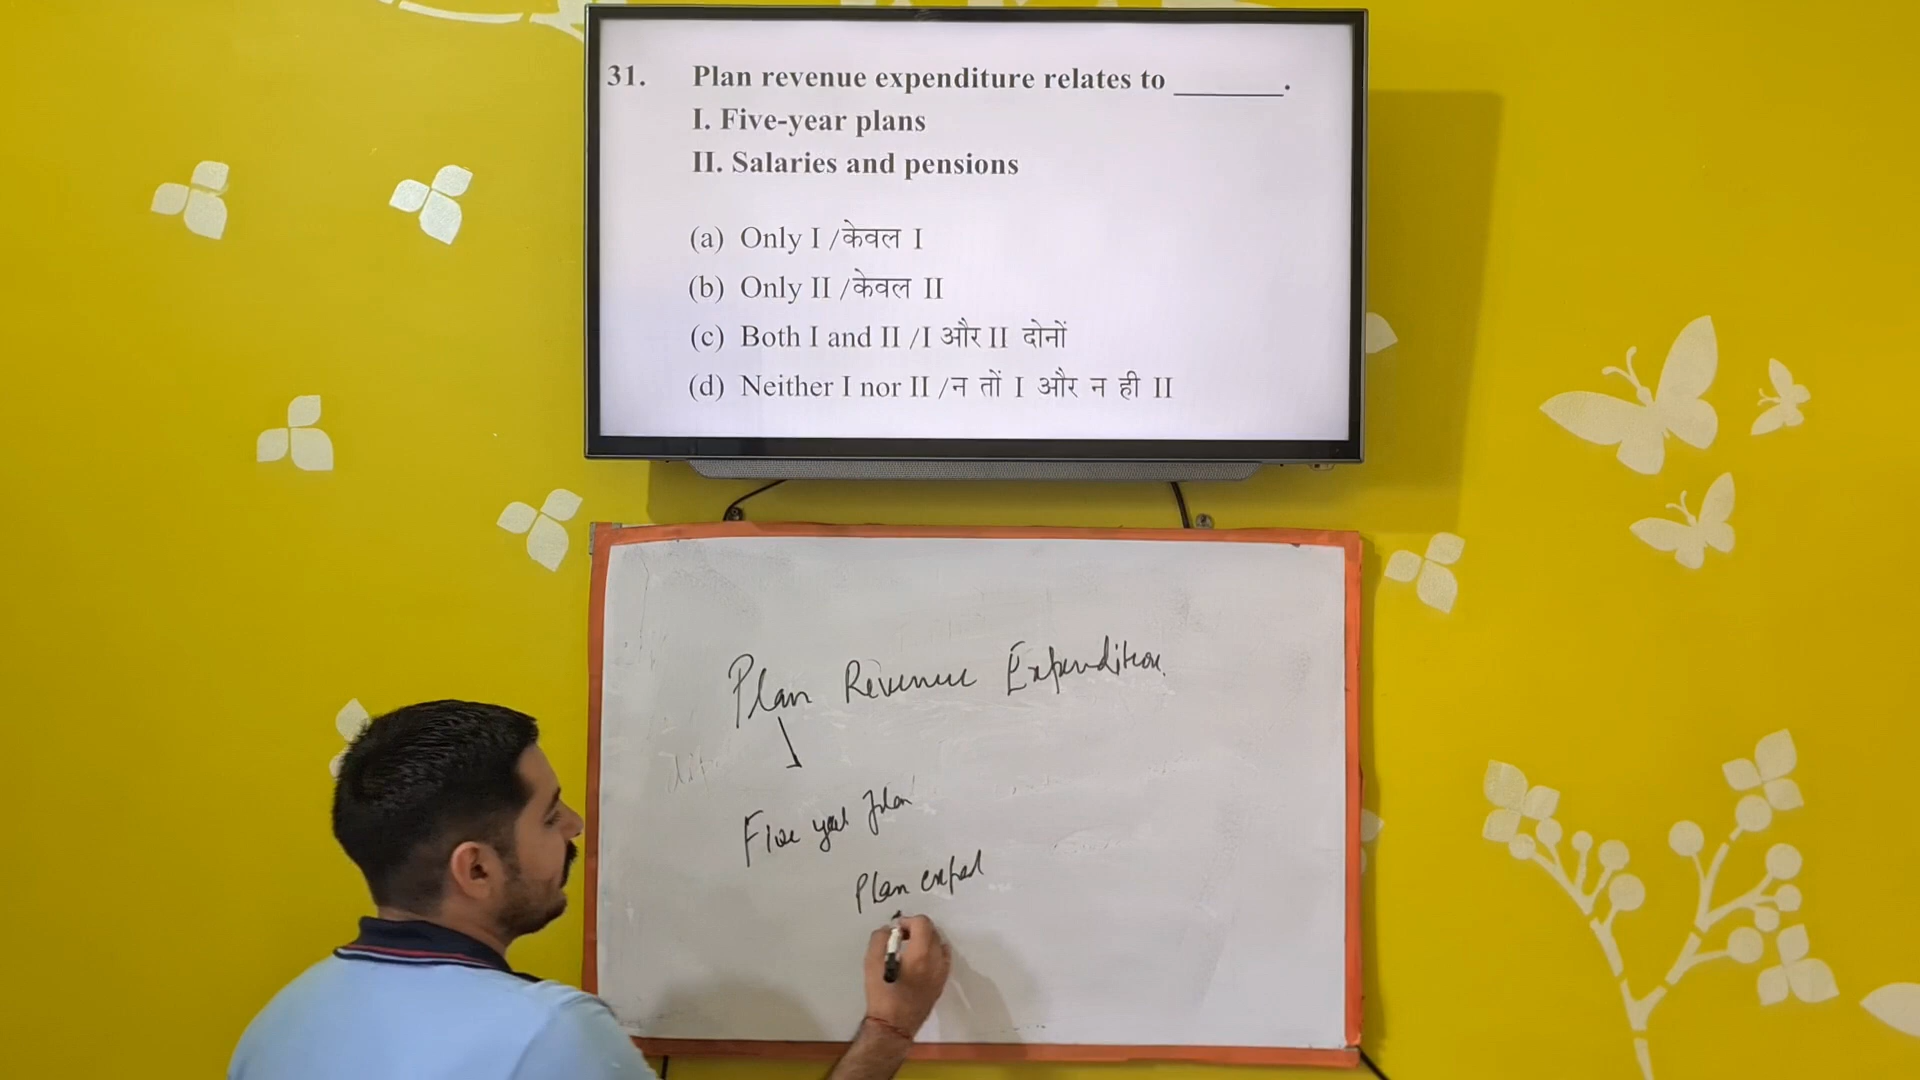 31. Plan revenue expenditure relates to ________.
I. Five-year plans
II. Salaries and pensions
(a) Only I /केवल I
(b) Only II /केवल II
(c) Both I and II /I और II दोनों
(d) Neither I nor II /न तों I और न ही II
Plan Revenue Expenditure
Five year Plan
Plan